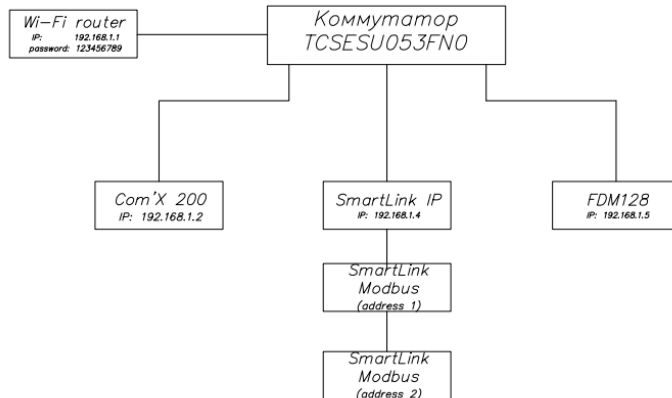 Wi-Fi router
IP: 192.168.1.1
password: 123456789
Коммутатор
TCSESU053FN0
Com'X 200
IP: 192.168.1.2
SmartLink IP
IP: 192.168.1.4
FDM128
IP: 192.168.1.5
SmartLink
Modbus
(address 1)
SmartLink
Modbus
(address 2)